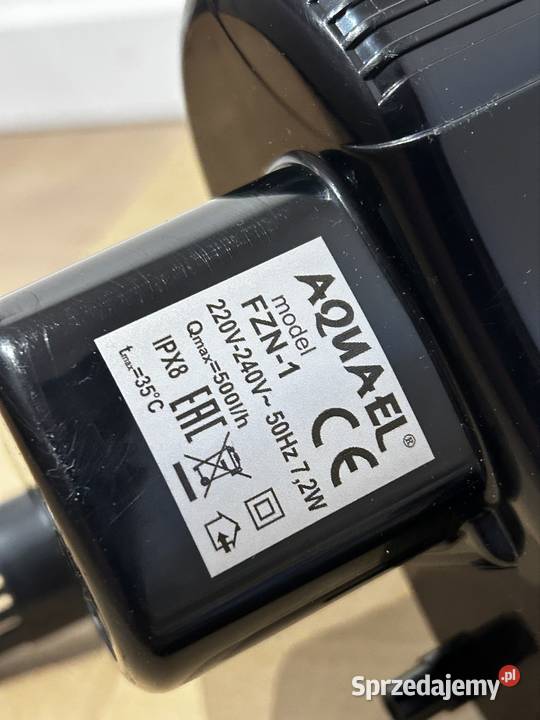 AQUAEL®
model
FZN-1
220V-240V~ 50Hz 7,2W
Qmax=500l/h
IPX8 EAC
tmax=35°C
CE
Sprzedajemy.pl